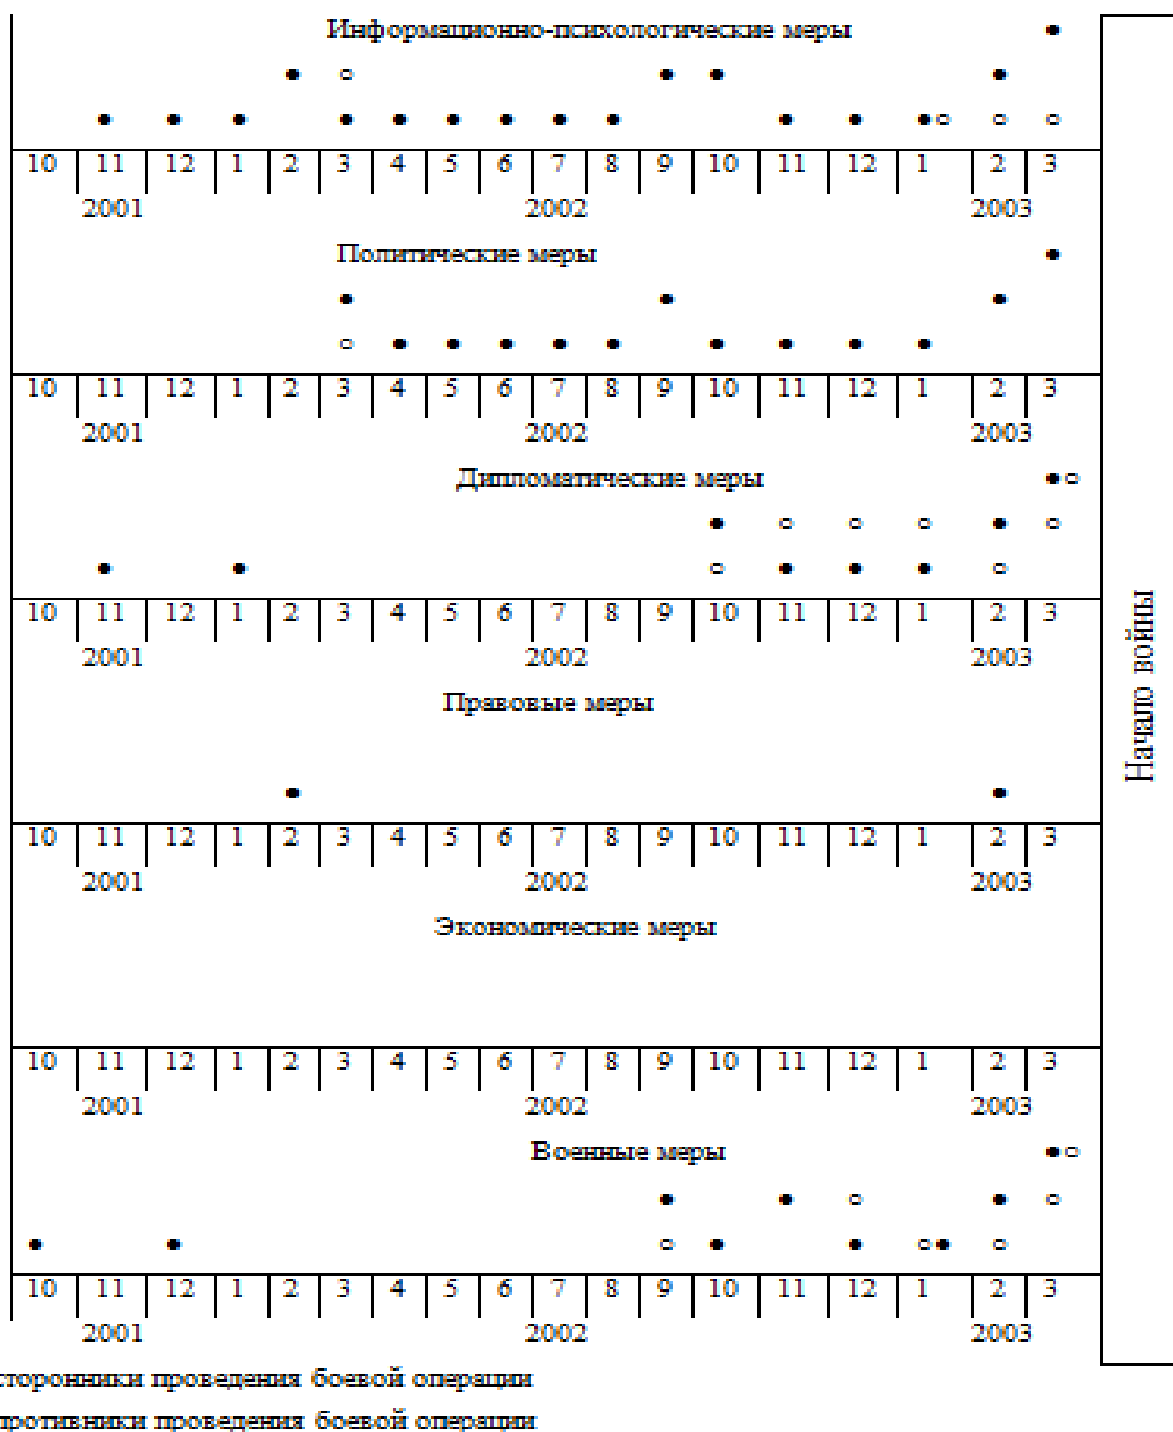 Информационно-психологические меры
10 11 12 1 2 3 4 5 6 7 8 9 10 11 12 1 2 3
2001 2002 2003
Политические меры
10 11 12 1 2 3 4 5 6 7 8 9 10 11 12 1 2 3
2001 2002 2003
Дипломатические меры
10 11 12 1 2 3 4 5 6 7 8 9 10 11 12 1 2 3
2001 2002 2003
Правовые меры
10 11 12 1 2 3 4 5 6 7 8 9 10 11 12 1 2 3
2001 2002 2003
Экономические меры
10 11 12 1 2 3 4 5 6 7 8 9 10 11 12 1 2 3
2001 2002 2003
Военные меры
10 11 12 1 2 3 4 5 6 7 8 9 10 11 12 1 2 3
2001 2002 2003
Начало войны
сторонники проведения боевой операции
противники проведения боевой операции